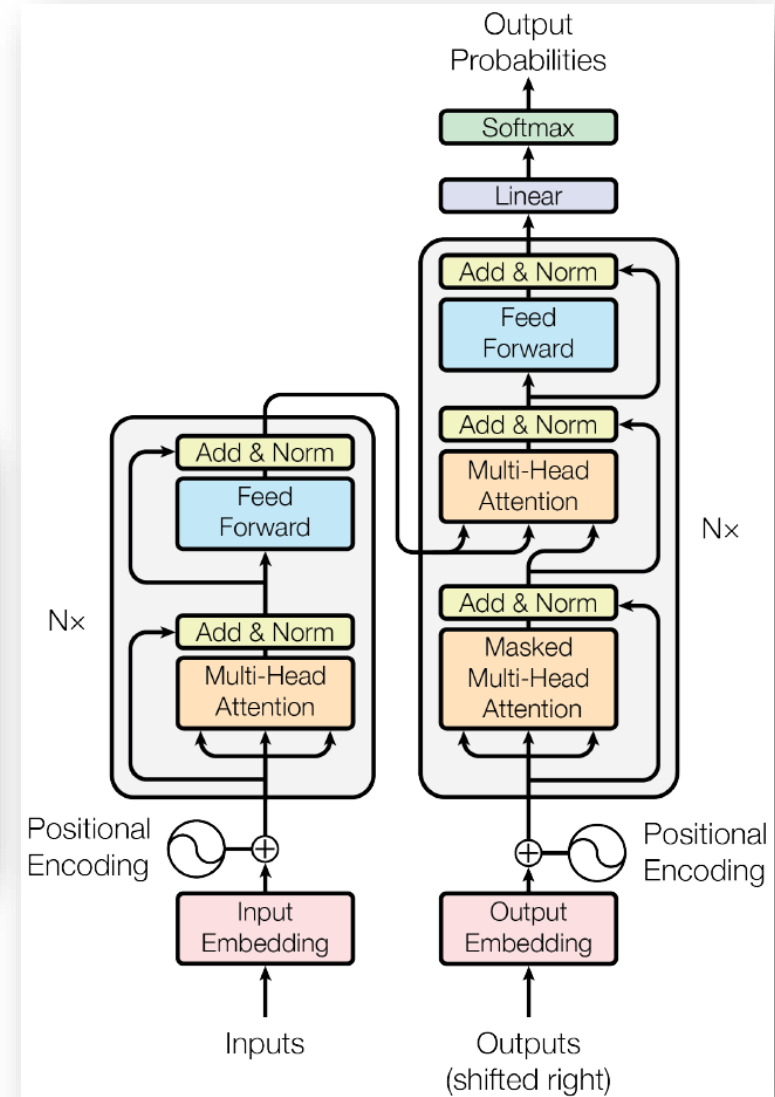 Output
Probabilities
Softmax
Linear
Add & Norm
Feed
Forward
Add & Norm
Multi-Head
Attention
Add & Norm
Masked
Multi-Head
Attention
Nx
Add & Norm
Feed
Forward
Add & Norm
Multi-Head
Attention
Nx
Positional
Encoding
Positional
Encoding
Input
Embedding
Output
Embedding
Inputs
Outputs
(shifted right)